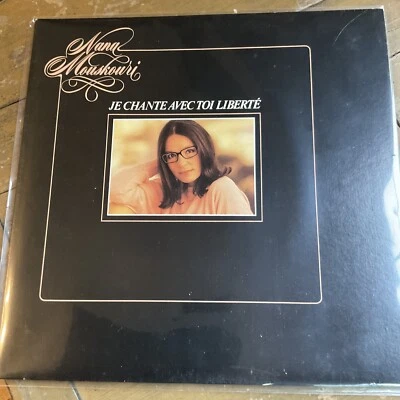 Nana
Mouskouri
JE CHANTE AVEC TOI LIBERTÉ